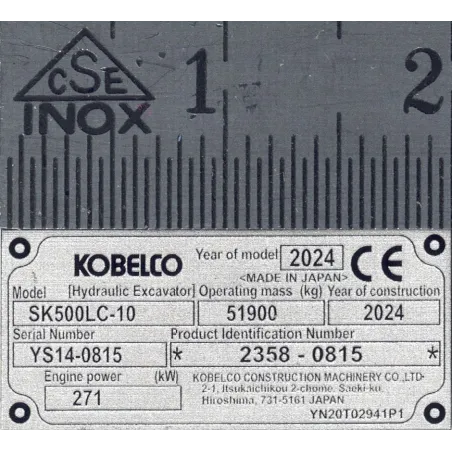 CSE
INOX
1 2
KOBELCO Year of model 2024 CE
<MADE IN JAPAN>
Model [Hydraulic Excavator] Operating mass (kg) Year of construction
SK500LC-10 51900 2024
Serial Number Product Identification Number
YS14-0815 * 2358 - 0815 *
Engine power (kW)
271
KOBELCO CONSTRUCTION MACHINERY CO.,LTD-
2-1, Itsukaichikou 2-chome. Saeki-ku,
Hiroshima, 731-5161 JAPAN
YN20T02941P1